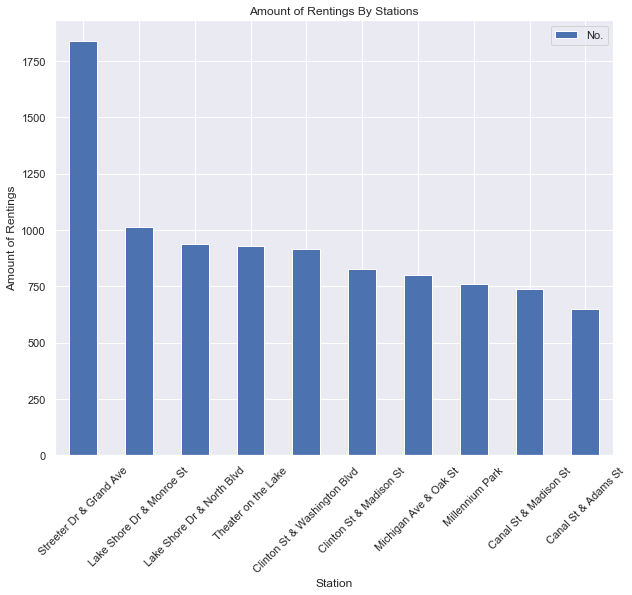 Amount of Rentings By Stations
No.
Amount of Rentings
1750
1500
1250
1000
750
500
250
0
Streeter Dr & Grand Ave
Lake Shore Dr & Monroe St
Lake Shore Dr & North Blvd
Theater on the Lake
Clinton St & Washington Blvd
Clinton St & Madison St
Michigan Ave & Oak St
Millennium Park
Canal St & Madison St
Canal St & Adams St
Station